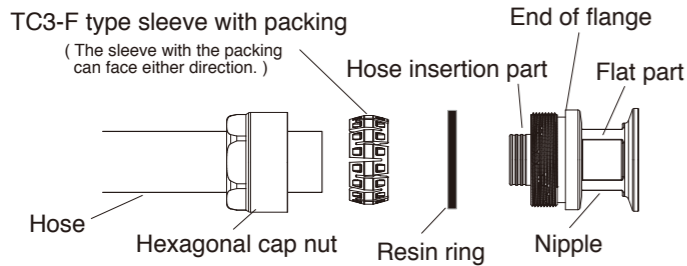 TC3-F type sleeve with packing
( The sleeve with the packing
can face either direction. )
End of flange
Hose insertion part
Flat part
Hose
Hexagonal cap nut
Resin ring
Nipple